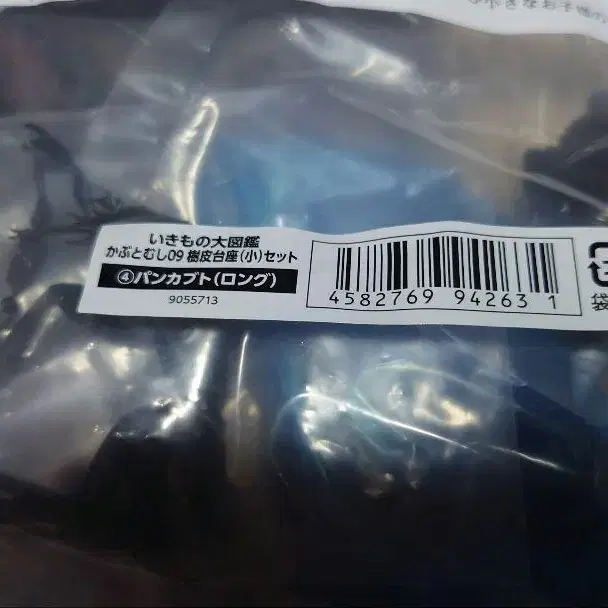 いきもの大図鑑
かぶとむし09 樹皮台座(小)セット
④パンカブト(ロング)
9055713
4582769 94263 1
袋